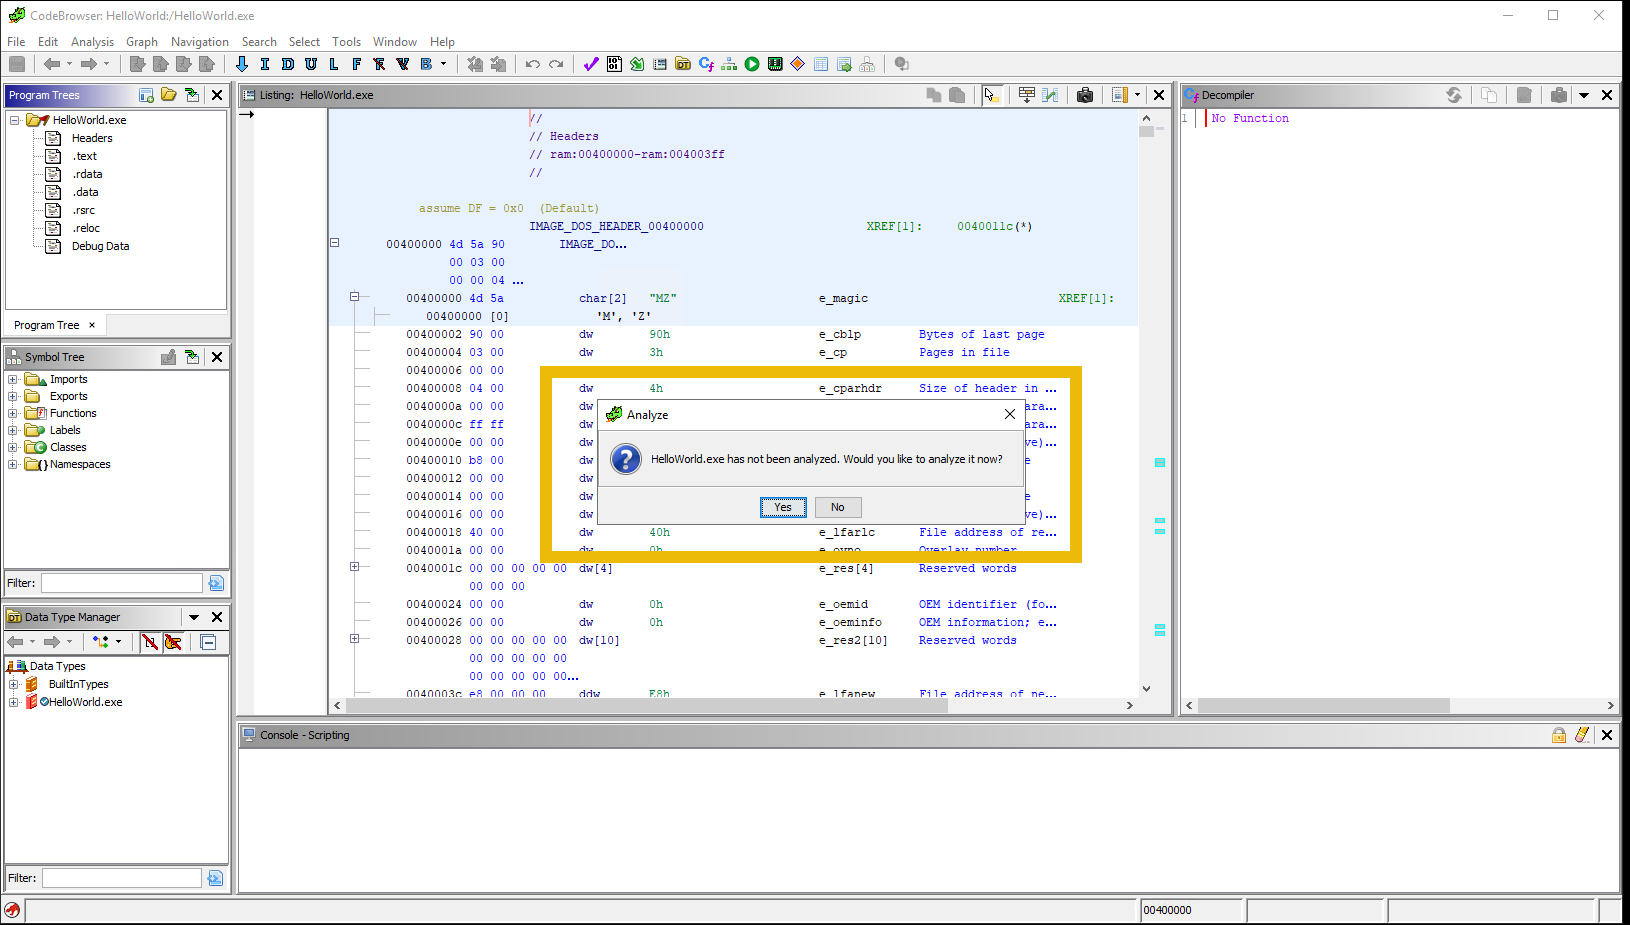 CodeBrowser: HelloWorld:/HelloWorld.exe
File Edit Analysis Graph Navigation Search Select Tools Window Help
I D U L F R V B
Program Trees
HelloWorld.exe
Headers
.text
.rdata
.data
.rsrc
.reloc
Debug Data
Program Tree ×
Symbol Tree
Imports
Exports
Functions
Labels
Classes
Namespaces
Filter:
Data Type Manager
Data Types
BuiltInTypes
HelloWorld.exe
Filter:
Listing: HelloWorld.exe
//
// Headers
// ram:00400000-ram:004003ff
//
assume DF = 0x0 (Default)
IMAGE_DOS_HEADER_00400000 XREF[1]: 0040011c(*)
00400000 4d 5a 90 IMAGE_DO...
00 03 00
00 00 04 ...
00400000 4d 5a char[2] "MZ" e_magic XREF[1]:
00400000 [0] 'M', 'Z'
00400002 90 00 dw 90h e_cblp Bytes of last page
00400004 03 00 dw 3h e_cp Pages in file
00400006 00 00
00400008 04 00 dw 4h e_cparhdr Size of header in ...
0040000a 00 00 dw ara...
0040000c ff ff dw ara...
0040000e 00 00 dw ve)...
00400010 b8 00 dw e
00400012 00 00 dw
00400014 00 00 dw e
00400016 00 00 dw ve)...
00400018 40 00 dw 40h e_lfarlc File address of re...
0040001a 00 00 dw 0h e_ovno Overlay number
0040001c 00 00 00 00 00 dw[4] e_res[4] Reserved words
00 00 00
00400024 00 00 dw 0h e_oemid OEM identifier (fo...
00400026 00 00 dw 0h e_oeminfo OEM information; e...
00400028 00 00 00 00 00 dw[10] e_res2[10] Reserved words
00 00 00 00 00
00 00 00 00 00...
0040003c e8 00 00 00 ddw E8h e_lfanew File address of ne...
Analyze
HelloWorld.exe has not been analyzed. Would you like to analyze it now?
Yes No
Decompiler
1 No Function
Console - Scripting
00400000